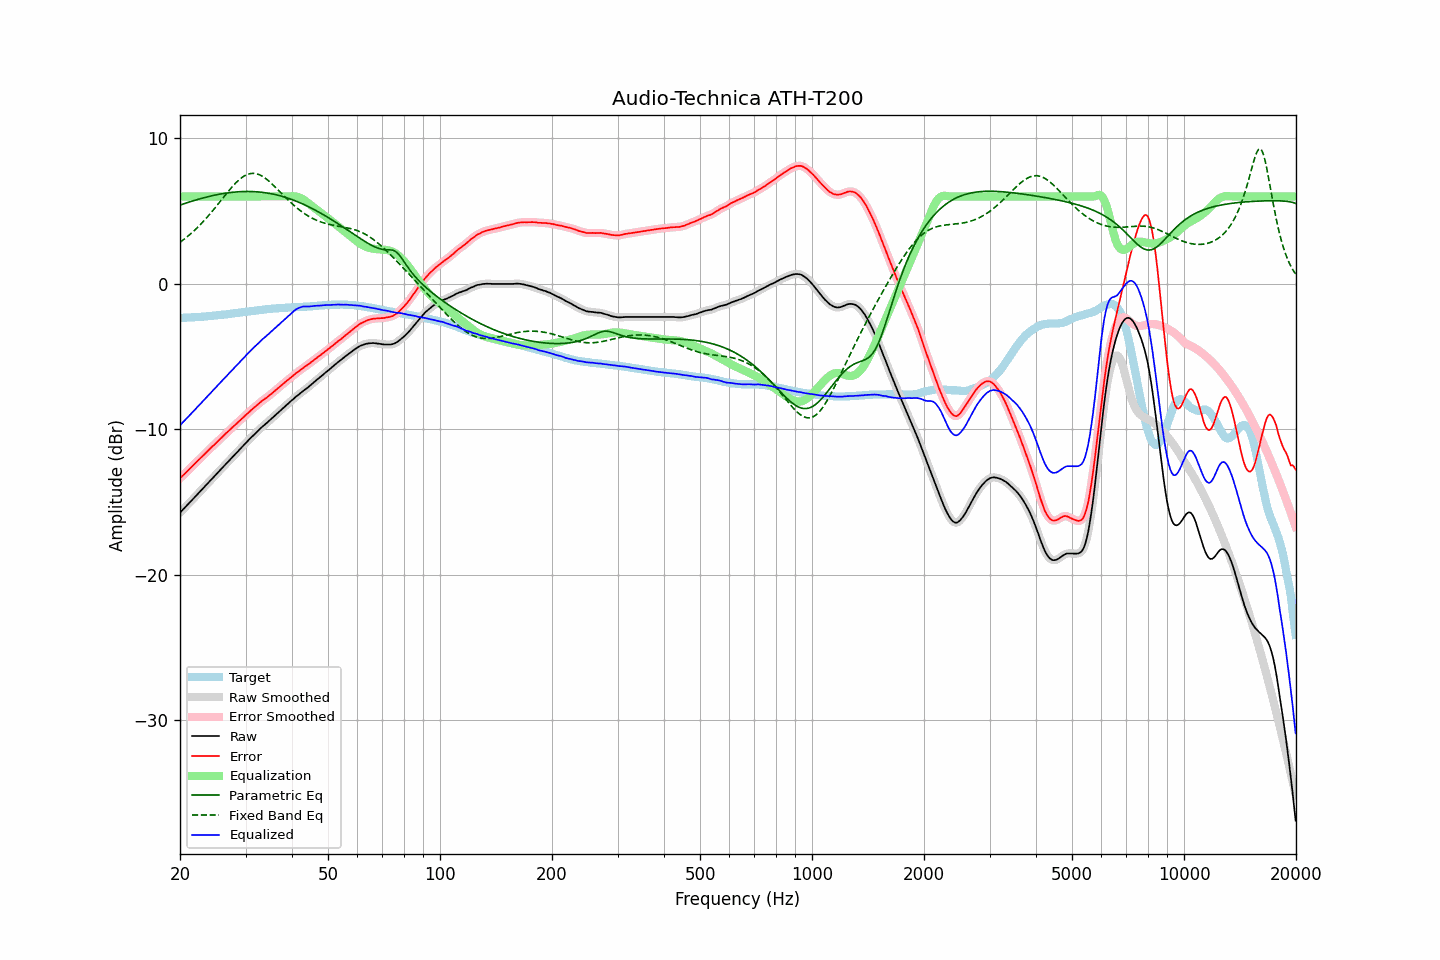 Audio-Technica ATH-T200
Amplitude (dBr)
10
0
−10
−20
−30
Target
Raw Smoothed
Error Smoothed
Raw
Error
Equalization
Parametric Eq
Fixed Band Eq
Equalized
20 50 100 200 500 1000 2000 5000 10000 20000
Frequency (Hz)